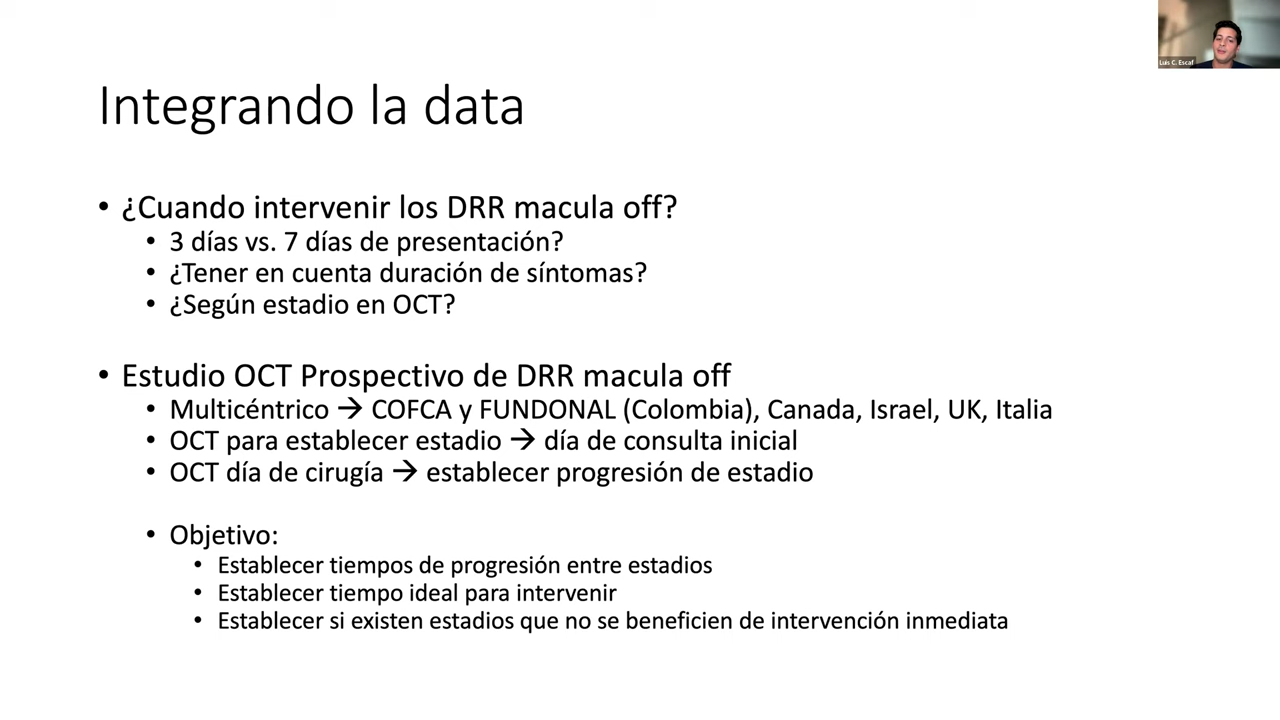 Luis C. Escaf
Integrando la data
• ¿Cuando intervenir los DRR macula off?
• 3 días vs. 7 días de presentación?
• ¿Tener en cuenta duración de síntomas?
• ¿Según estadio en OCT?
• Estudio OCT Prospectivo de DRR macula off
• Multicéntrico → COFCA y FUNDONAL (Colombia), Canada, Israel, UK, Italia
• OCT para establecer estadio → día de consulta inicial
• OCT día de cirugía → establecer progresión de estadio
• Objetivo:
• Establecer tiempos de progresión entre estadios
• Establecer tiempo ideal para intervenir
• Establecer si existen estadios que no se beneficien de intervención inmediata